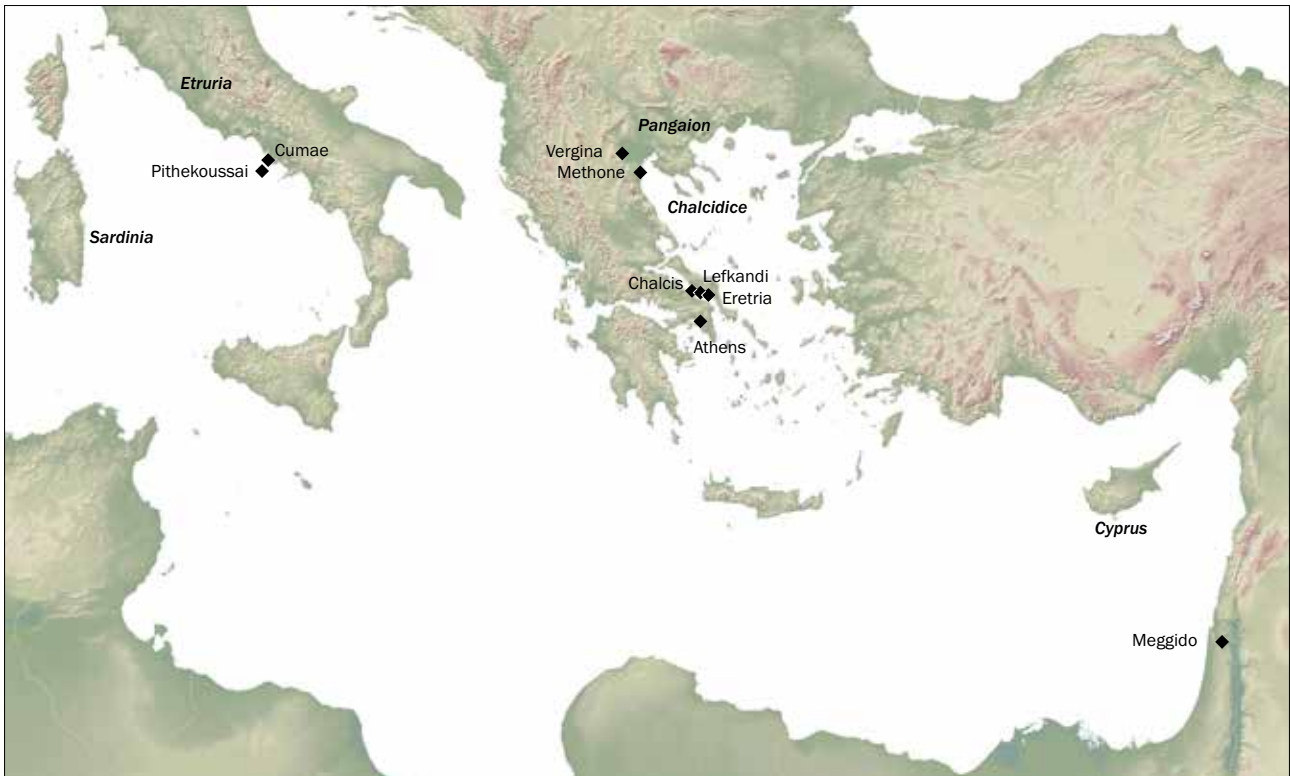 Etruria
Pangaion
Cumae
Vergina
Pithekoussai
Methone
Chalcidice
Sardinia
Lefkandi
Chalcis
Eretria
Athens
Cyprus
Meggido